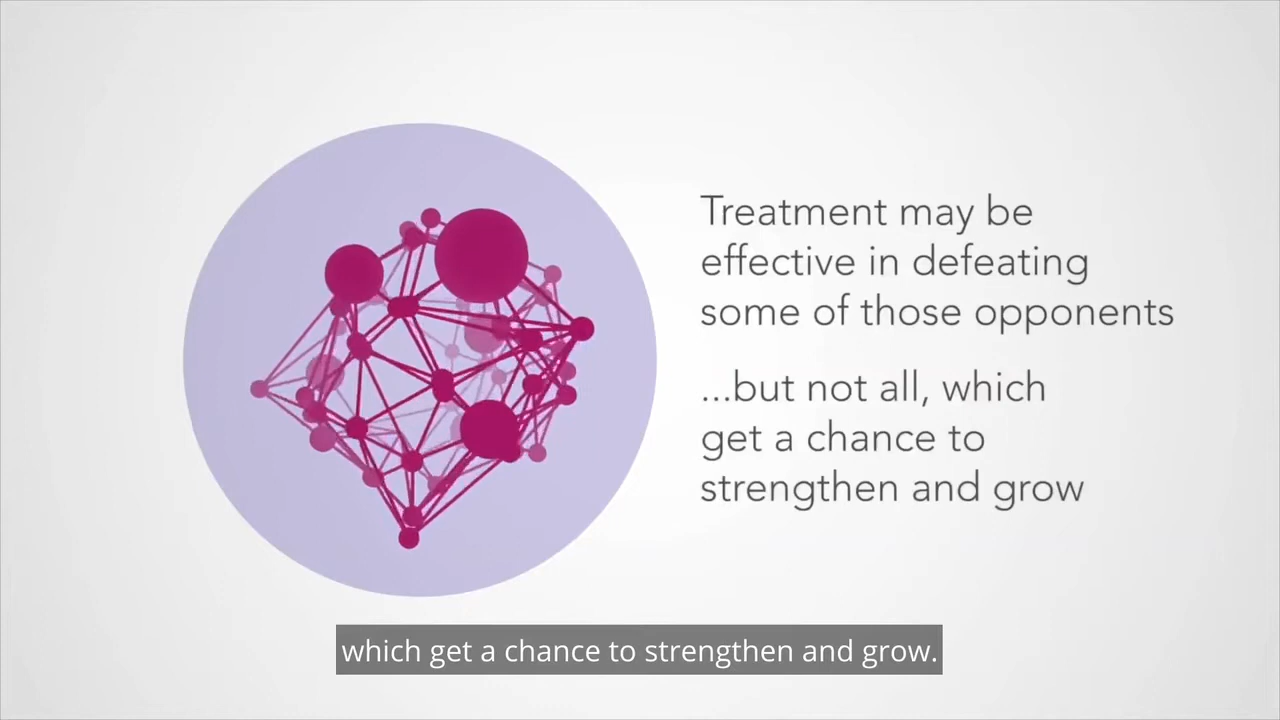 Treatment may be
effective in defeating
some of those opponents
...but not all, which
get a chance to
strengthen and grow
which get a chance to strengthen and grow.